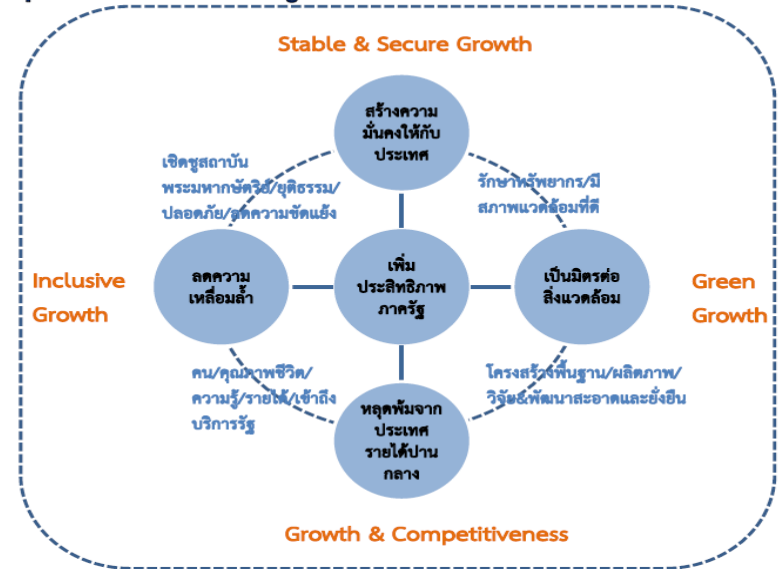 Stable & Secure Growth
สร้างความ
มั่นคงให้กับ
ประเทศ
เชิดชูสถาบัน
พระมหากษัตริย์/ยุติธรรม/
ปลอดภัย/ลดความขัดแย้ง
รักษาทรัพยากร/มี
สภาพแวดล้อมที่ดี
Inclusive
Growth
ลดความ
เหลื่อมล้ำ
เพิ่ม
ประสิทธิภาพ
ภาครัฐ
เป็นมิตรต่อ
สิ่งแวดล้อม
Green
Growth
คน/คุณภาพชีวิต/
ความรู้/รายได้/เข้าถึง
บริการรัฐ
โครงสร้างพื้นฐาน/ผลิตภาพ/
วิจัย&พัฒนาสะอาดและยั่งยืน
หลุดพ้มจาก
ประเทศ
รายได้ปาน
กลาง
Growth & Competitiveness